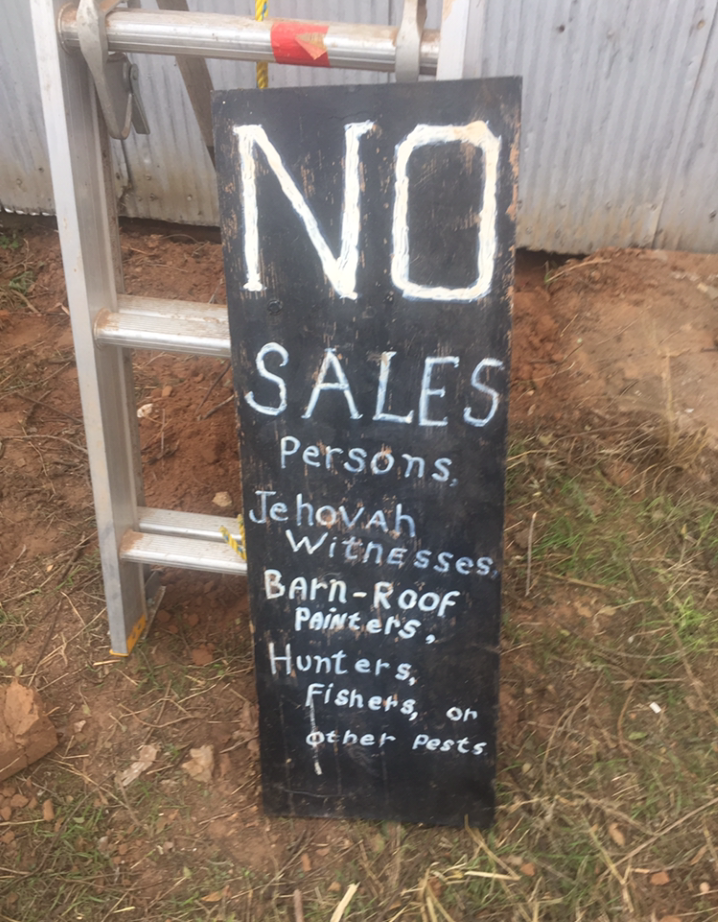 NO
SALES
Persons,
Jehovah
Witnesses,
Barn-Roof
Painters,
Hunters,
Fishers, or
other Pests